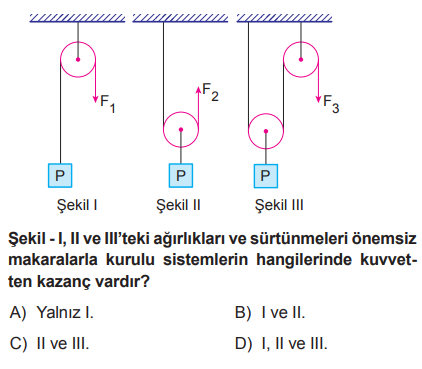 F1
F2
F3
P
P
P
Şekil I
Şekil II
Şekil III
Şekil - I, II ve III’teki ağırlıkları ve sürtünmeleri önemsiz
makaralarla kurulu sistemlerin hangilerinde kuvvet-
ten kazanç vardır?
A) Yalnız I.
B) I ve II.
C) II ve III.
D) I, II ve III.